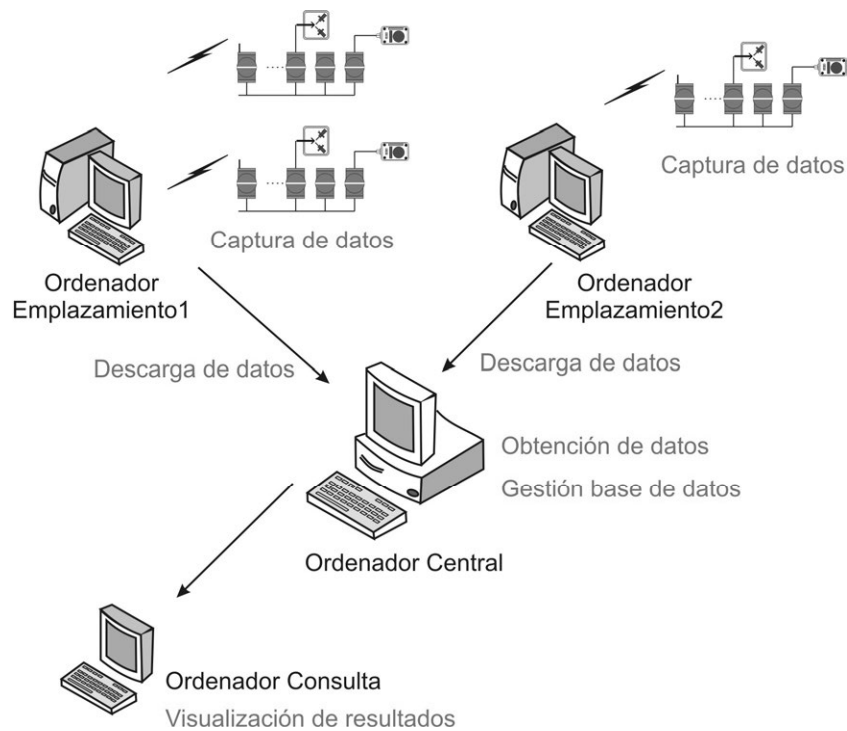 Captura de datos
Captura de datos
Ordenador
Emplazamiento1
Ordenador
Emplazamiento2
Descarga de datos
Descarga de datos
Obtención de datos
Gestión base de datos
Ordenador Central
Ordenador Consulta
Visualización de resultados